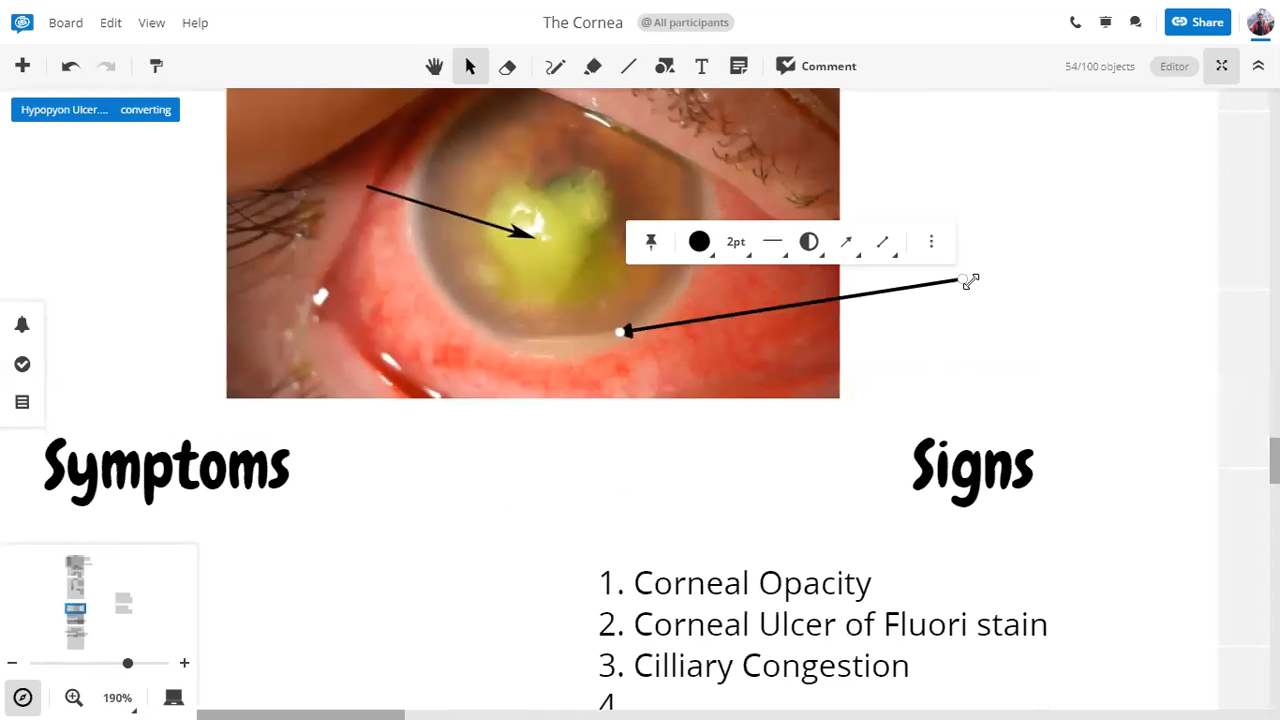 Board Edit View Help
The Cornea
@ All participants
Share
T
Comment
54/100 objects
Editor
Hypopyon Ulcer.... converting
2pt
Symptoms
Signs
1. Corneal Opacity
2. Corneal Ulcer of Fluori stain
3. Cilliary Congestion
4
190%